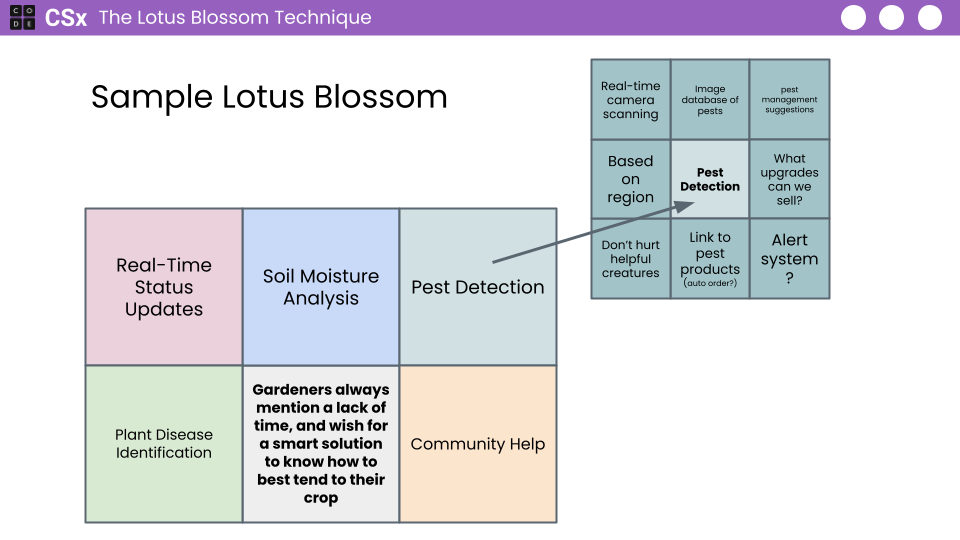 C O
D E
CSx The Lotus Blossom Technique
Sample Lotus Blossom
Real-time
camera
scanning
Image
database of
pests
pest
management
suggestions
Based
on
region
Pest
Detection
What
upgrades
can we
sell?
Don't hurt
helpful
creatures
Link to
pest
products
(auto order?)
Alert
system
?
Real-Time
Status
Updates
Soil Moisture
Analysis
Pest Detection
Plant Disease
Identification
Gardeners always
mention a lack of
time, and wish for
a smart solution
to know how to
best tend to their
crop
Community Help